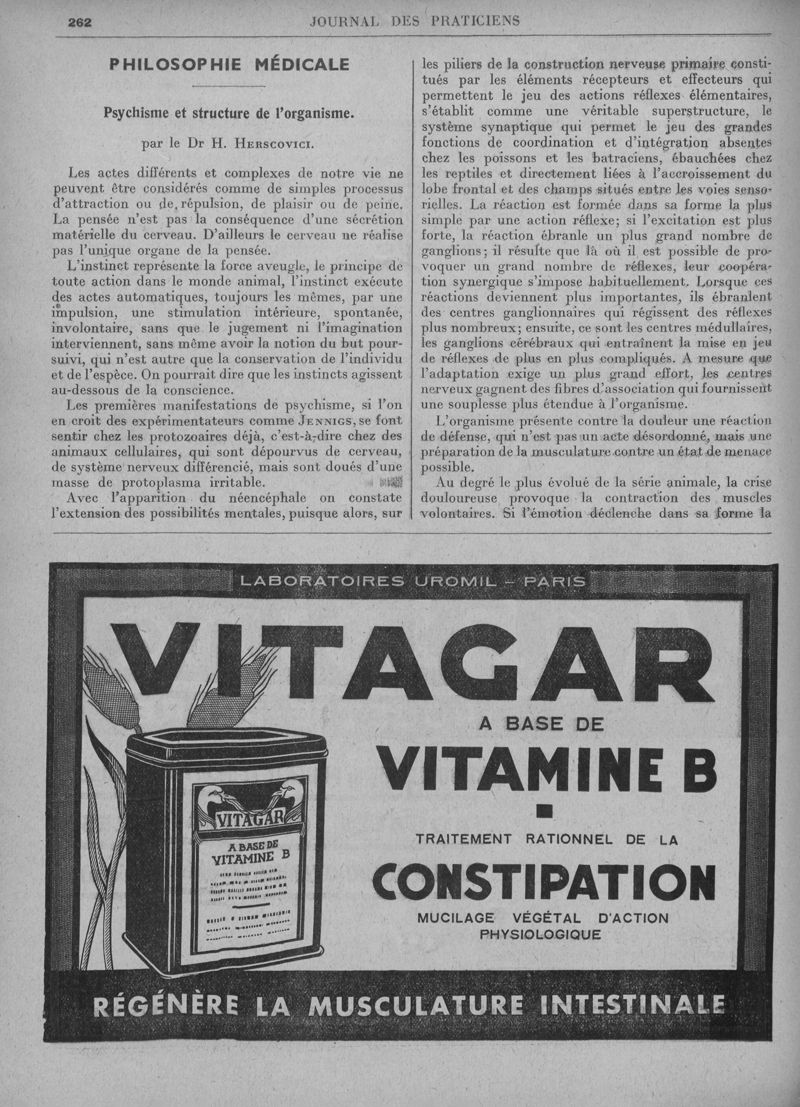 262
JOURNAL DES PRATICIENS
PHILOSOPHIE MÉDICALE
Psychisme et structure de l'organisme.
par le Dr H. HERSCOVICI.
Les actes différents et complexes de notre vie ne
peuvent être considérés comme de simples processus
d'attraction ou de répulsion, de plaisir ou de peine.
La pensée n'est pas la conséquence d'une sécrétion
matérielle du cerveau. D'ailleurs le cerveau ne réalise
pas l'unique organe de la pensée.
L'instinct représente la force aveugle, le principe de
toute action dans le monde animal, l'instinct exécute
des actes automatiques, toujours les mêmes, par une
impulsion, une stimulation intérieure, spontanée,
involontaire, sans que le jugement ni l'imagination
interviennent, sans même avoir la notion du but pour-
suivi, qui n'est autre que la conservation de l'individu
et de l'espèce. On pourrait dire que les instincts agissent
au-dessous de la conscience.
Les premières manifestations de psychisme, si l'on
en croit des expérimentateurs comme JENNIGS, se font
sentir chez les protozoaires déjà, c'est-à-dire chez des
animaux cellulaires, qui sont dépourvus de cerveau,
de système nerveux différencié, mais sont doués d'une
masse de protoplasma irritable.
Avec l'apparition du néencéphale on constate
l'extension des possibilités mentales, puisque alors, sur
les piliers de la construction nerveuse primaire consti-
tués par les éléments récepteurs et effecteurs qui
permettent le jeu des actions réflexes élémentaires,
s'établit comme une véritable superstructure, le
système synaptique qui permet le jeu des grandes
fonctions de coordination et d'intégration absentes
chez les poissons et les batraciens, ébauchées chez
les reptiles et directement liées à l'accroissement du
lobe frontal et des champs situés entre les voies senso-
rielles. La réaction est formée dans sa forme la plus
simple par une action réflexe; si l'excitation est plus
forte, la réaction ébranle un plus grand nombre de
ganglions; il résulte que là où il est possible de pro-
voquer un grand nombre de réflexes, leur coopéra-
tion synergique s'impose habituellement. Lorsque ces
réactions deviennent plus importantes, ils ébranlent
des centres ganglionnaires qui régissent des réflexes
plus nombreux; ensuite, ce sont les centres médullaires,
les ganglions cérébraux qui entraînent la mise en jeu
de réflexes de plus en plus compliqués. A mesure que
l'adaptation exige un plus grand effort, les centres
nerveux gagnent des fibres d'association qui fournissent
une souplesse plus étendue à l'organisme.
L'organisme présente contre la douleur une réaction
de défense, qui n'est pas un acte désordonné, mais une
préparation de la musculature contre un état de menace
possible.
Au degré le plus évolué de la série animale, la crise
douloureuse provoque la contraction des muscles
volontaires. Si l'émotion déclenche dans sa forme la
LABORATOIRES UROMIL – PARIS
VITAGAR
A BASE DE
VITAMINE B
TRAITEMENT RATIONNEL DE LA
CONSTIPATION
MUCILAGE VÉGÉTAL D'ACTION
PHYSIOLOGIQUE
VITAGAR
A BASE DE
VITAMINE B
RÉGÉNÈRE LA MUSCULATURE INTESTINALE